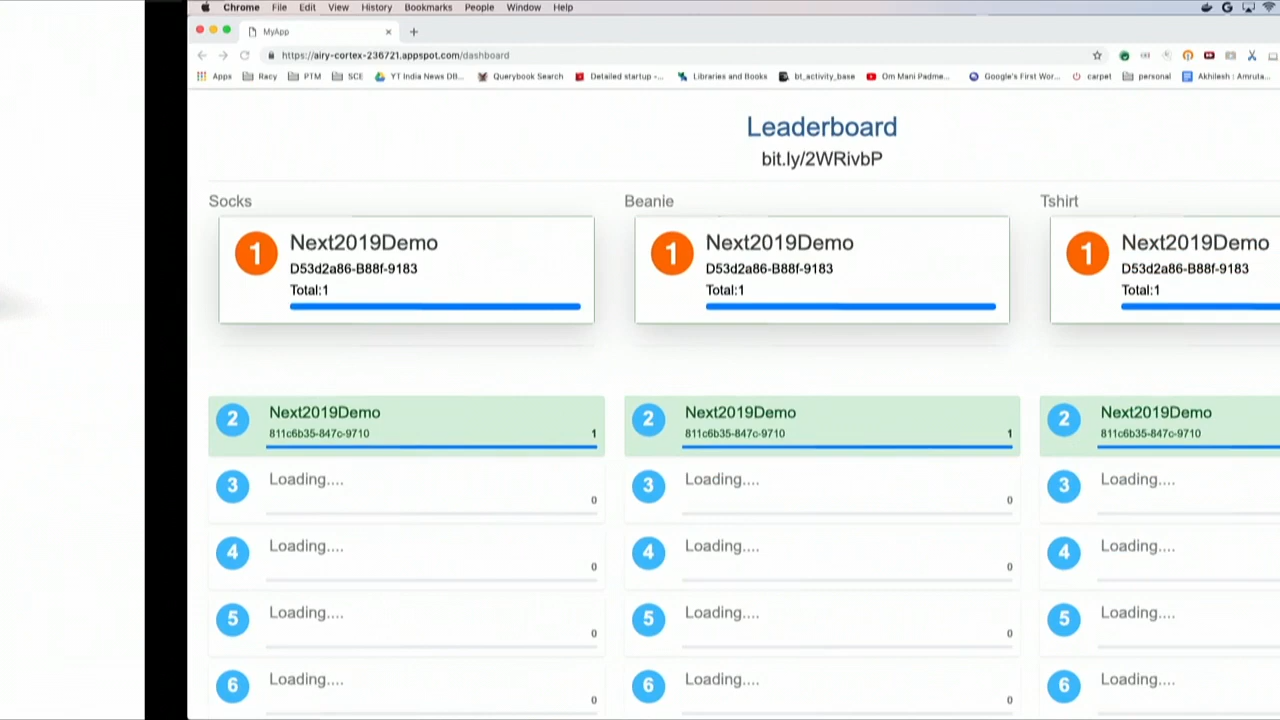 Chrome File Edit View History Bookmarks People Window Help
MyApp
https://airy-cortex-236721.appspot.com/dashboard
Apps Racy PTM SCE YT India News DB... Querybook Search Detailed startup -... Libraries and Books bt_activity_base Om Mani Padme... Google's First Wor... carpet personal Akhilesh : Amruta...
Leaderboard
bit.ly/2WRivbP
Socks Beanie Tshirt
1 Next2019Demo 1 Next2019Demo 1 Next2019Demo
D53d2a86-B88f-9183 D53d2a86-B88f-9183 D53d2a86-B88f-9183
Total:1 Total:1 Total:1
2 Next2019Demo 2 Next2019Demo 2 Next2019Demo
811c6b35-847c-9710 1 811c6b35-847c-9710 1 811c6b35-847c-9710
3 Loading.... 3 Loading.... 3 Loading....
0 0
4 Loading.... 4 Loading.... 4 Loading....
0 0
5 Loading.... 5 Loading.... 5 Loading....
0 0
6 Loading.... 6 Loading.... 6 Loading....
0 0